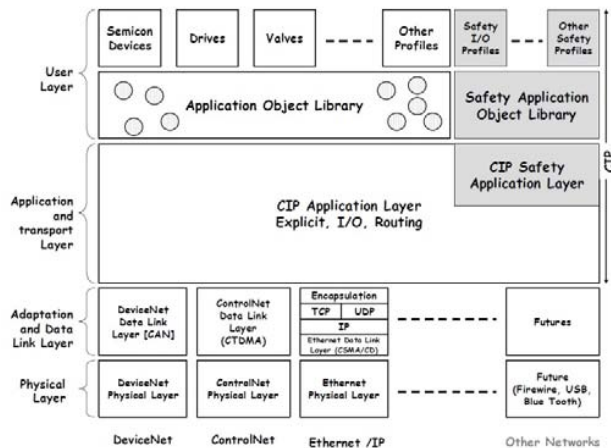 Semicon
Devices
Drives
Valves
Other
Profiles
Safety
I/O
Profiles
Other
Safety
Profiles
User
Layer
Application Object Library
Safety Application
Object Library
CIP
CIP Safety
Application Layer
Application
and
transport
Layer
CIP Application Layer
Explicit, I/O, Routing
Adaptation
and Data
Link Layer
DeviceNet
Data Link
Layer [CAN]
ControlNet
Data Link
Layer
(CTDMA)
Encapsulation
TCP UDP
IP
Ethernet Data Link
Layer (CSMA/CD)
Futures
Physical
Layer
DeviceNet
Physical Layer
ControlNet
Physical Layer
Ethernet
Physical Layer
Future
(Firewire, USB,
Blue Tooth)
DeviceNet ControlNet Ethernet /IP Other Networks